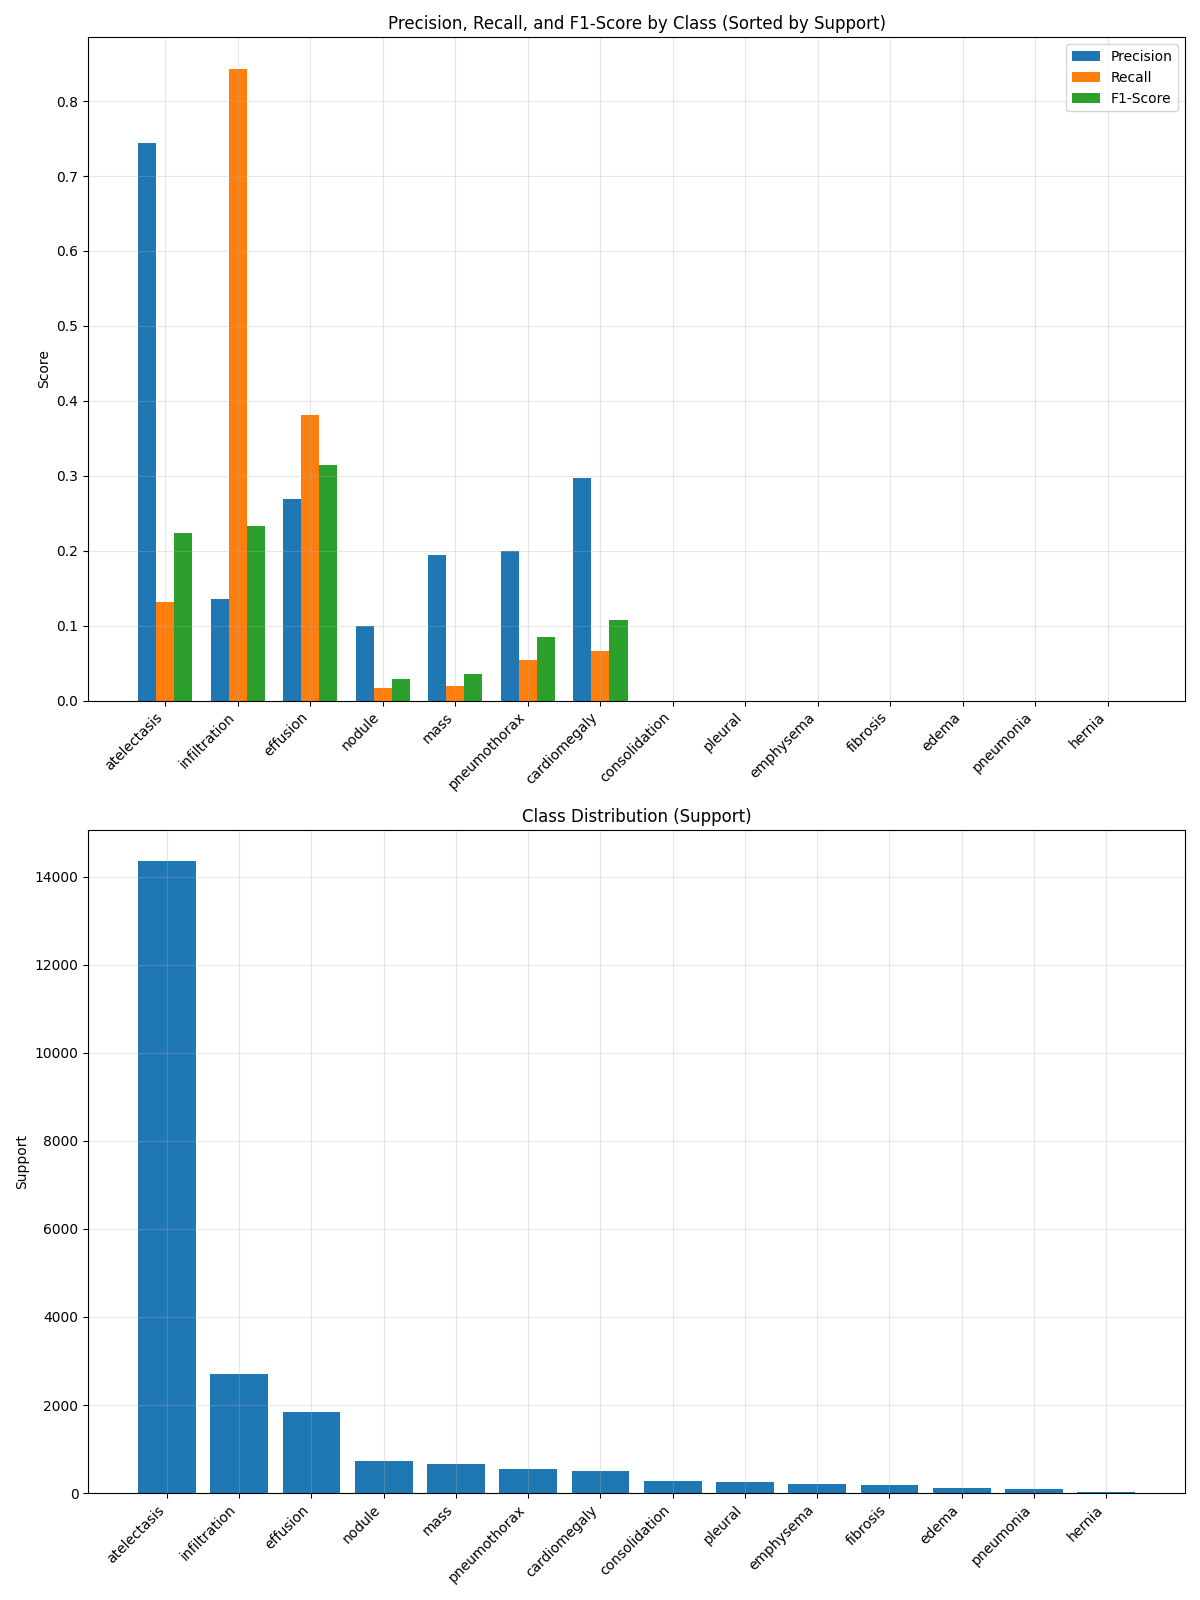 Precision, Recall, and F1-Score by Class (Sorted by Support)
Precision
Recall
F1-Score
Score
0.8
0.7
0.6
0.5
0.4
0.3
0.2
0.1
0.0
atelectasis
infiltration
effusion
nodule
mass
pneumothorax
cardiomegaly
consolidation
pleural
emphysema
fibrosis
edema
pneumonia
hernia
Class Distribution (Support)
Support
14000
12000
10000
8000
6000
4000
2000
0
atelectasis
infiltration
effusion
nodule
mass
pneumothorax
cardiomegaly
consolidation
pleural
emphysema
fibrosis
edema
pneumonia
hernia